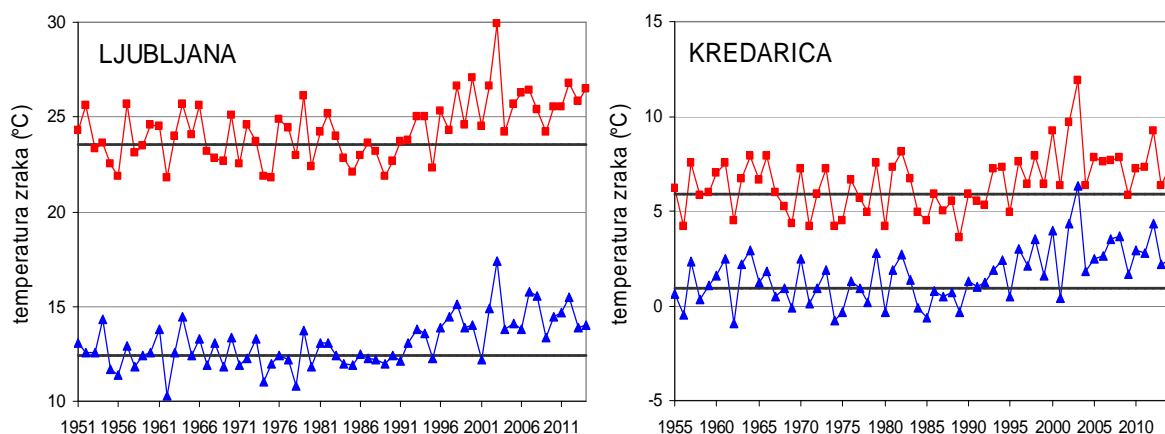 LJUBLJANA
temperatura zraka (ºC)
30
25
20
15
10
1951 1956 1961 1966 1971 1976 1981 1986 1991 1996 2001 2006 2011
KREDARICA
temperatura zraka (ºC)
15
10
5
0
-5
1955 1960 1965 1970 1975 1980 1985 1990 1995 2000 2005 2010